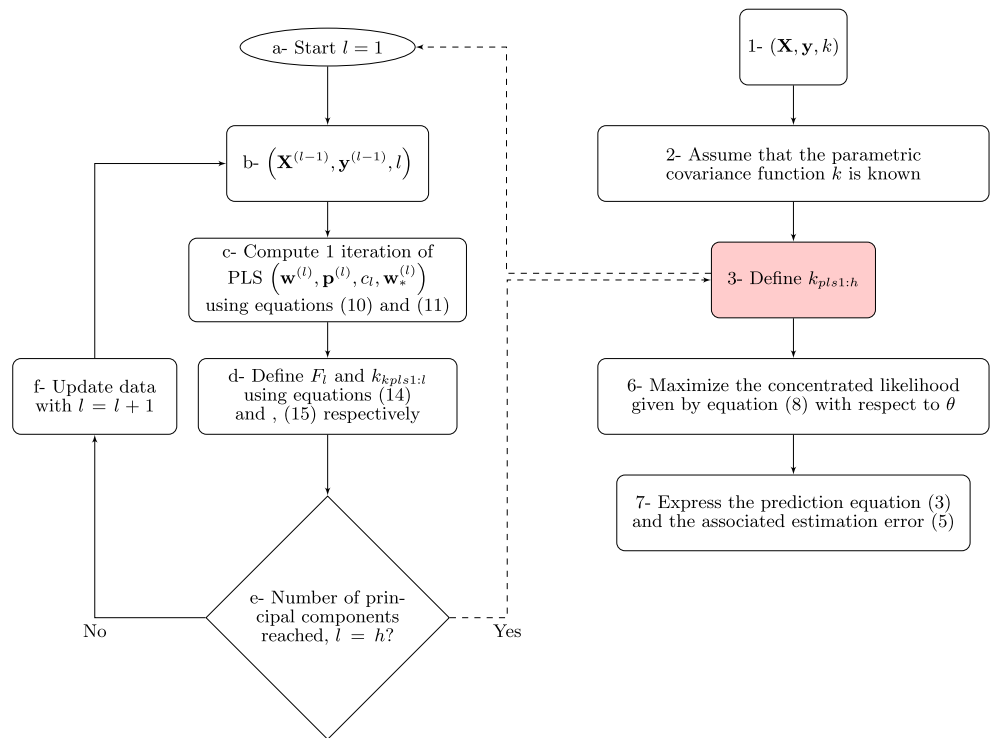 a- Start l = 1
b- (X^(l−1), y^(l−1), l)
c- Compute 1 iteration of
PLS (w^(l), p^(l), c_l, w_*^(l))
using equations (10) and (11)
d- Define F_l and k_kpls1:l
using equations (14)
and , (15) respectively
e- Number of prin-
cipal components
reached, l = h?
No
Yes
f- Update data
with l = l + 1
1- (X, y, k)
2- Assume that the parametric
covariance function k is known
3- Define k_pls1:h
6- Maximize the concentrated likelihood
given by equation (8) with respect to θ
7- Express the prediction equation (3)
and the associated estimation error (5)